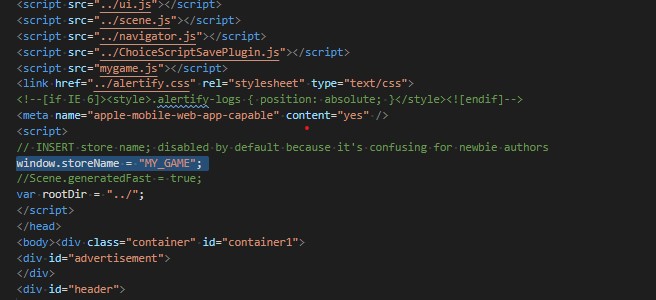 <script src="../ui.js"></script>
<script src="../scene.js"></script>
<script src="../navigator.js"></script>
<script src="../ChoiceScriptSavePlugin.js"></script>
<script src="mygame.js"></script>
<link href="../alertify.css" rel="stylesheet" type="text/css">
<!--[if IE 6]><style>.alertify-logs { position: absolute; }</style><![endif]-->
<meta name="apple-mobile-web-app-capable" content="yes" />
<script>
// INSERT store name; disabled by default because it's confusing for newbie authors
window.storeName = "MY_GAME";
//Scene.generatedFast = true;
var rootDir = "../";
</script>
</head>
<body><div class="container" id="container1">
<div id="advertisement">
</div>
<div id="header">